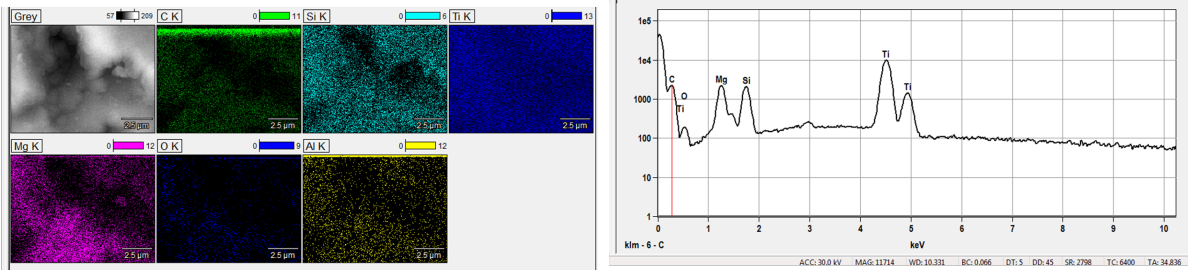 Grey 57 209
C K 0 11
Si K 0 6
Ti K 0 13
2.5 µm
2.5 µm
2.5 µm
2.5 µm
Mg K 0 12
O K 0 9
Al K 0 12
2.5 µm
2.5 µm
2.5 µm
1e5
1e4
1000
100
10
1
C
O
Ti
Mg
Si
Ti
Ti
0 1 2 3 4 5 6 7 8 9 10
klm - 6 - C
keV
ACC: 30.0 kV MAG: 11714 WD: 10.331 BC: 0.066 DT: 5 DD: 45 SR: 2798 TC: 6400 TA: 34.836